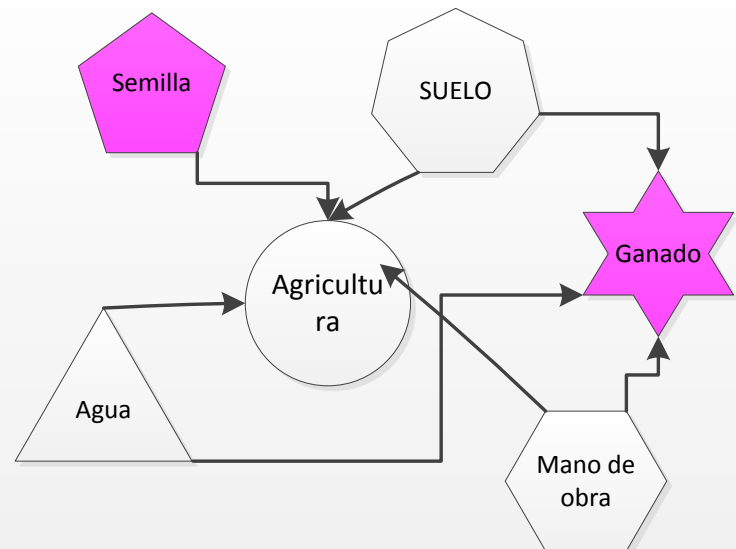 Semilla
SUELO
Ganado
Agricultu
ra
Agua
Mano de
obra